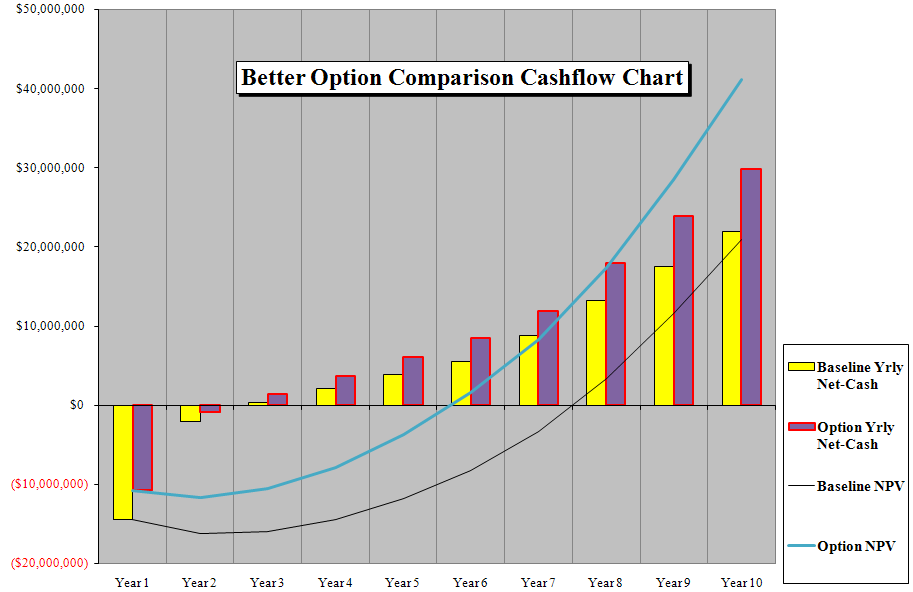 $50,000,000
Better Option Comparison Cashflow Chart
$40,000,000
$30,000,000
$20,000,000
$10,000,000
$0
($10,000,000)
($20,000,000)
Year 1 Year 2 Year 3 Year 4 Year 5 Year 6 Year 7 Year 8 Year 9 Year 10
Baseline Yrly
Net-Cash
Option Yrly
Net-Cash
Baseline NPV
Option NPV